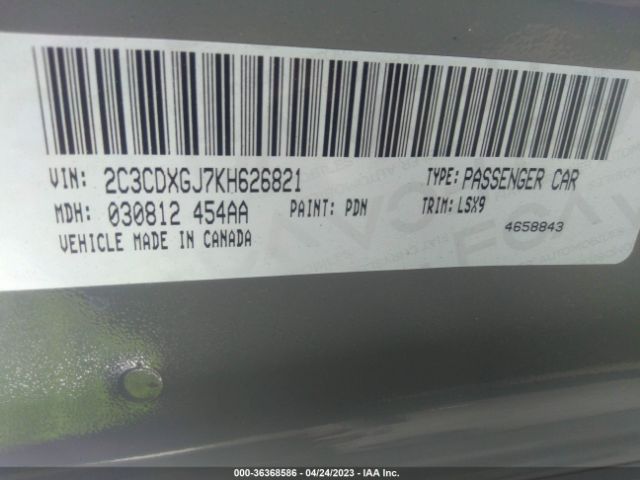 VIN: 2C3CDXGJ7KH626821 TYPE: PASSENGER CAR
MDH: 030812 454AA PAINT: PDN TRIM: LSX9
VEHICLE MADE IN CANADA 4658843
000-36368586 - 04/24/2023 - IAA Inc.